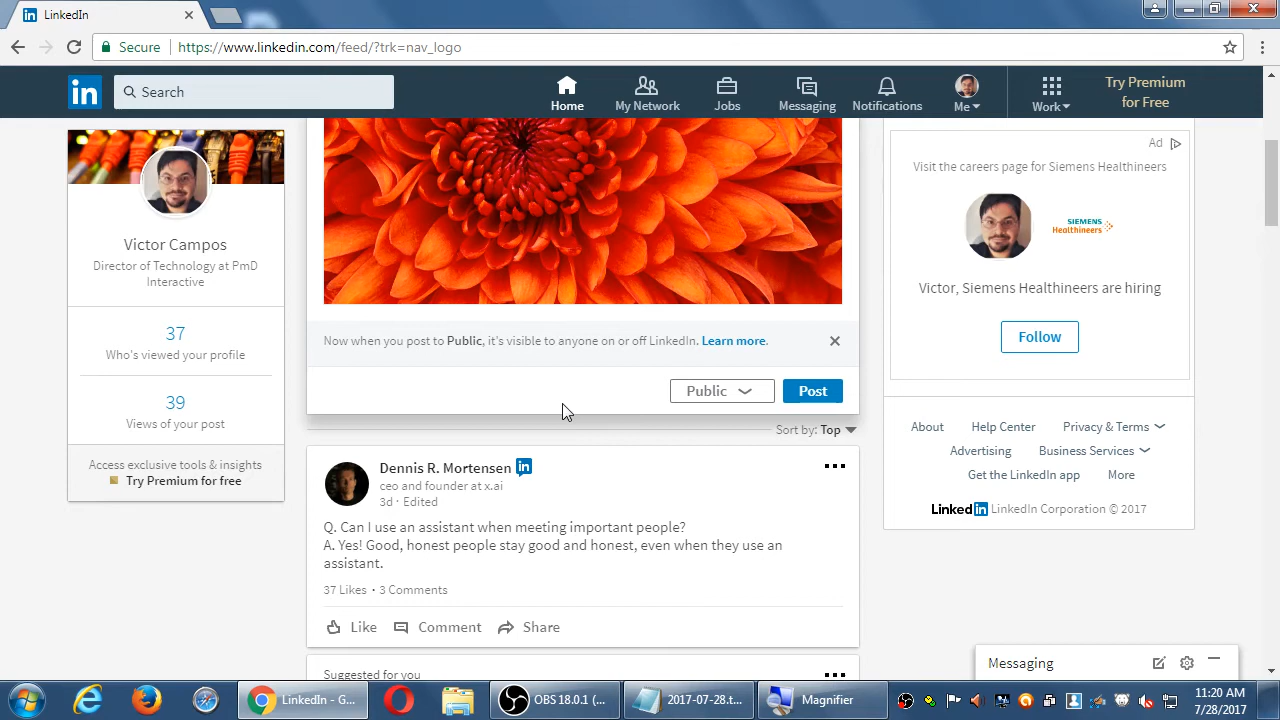 LinkedIn
Secure
https://www.linkedin.com/feed/?trk=nav_logo
in
Search
Home
My Network
Jobs
Messaging
Notifications
Me
Work
Try Premium
for Free
Victor Campos
Director of Technology at PmD
Interactive
37
Who's viewed your profile
39
Views of your post
Access exclusive tools & insights
Try Premium for free
Now when you post to Public, it's visible to anyone on or off LinkedIn. Learn more.
Public
Post
Sort by: Top
Dennis R. Mortensen in
ceo and founder at x.ai
3d · Edited
Q. Can I use an assistant when meeting important people?
A. Yes! Good, honest people stay good and honest, even when they use an
assistant.
37 Likes · 3 Comments
Like
Comment
Share
Suggested for you
Ad
Visit the careers page for Siemens Healthineers
SIEMENS
Healthineers
Victor, Siemens Healthineers are hiring
Follow
About
Help Center
Privacy & Terms
Advertising
Business Services
Get the LinkedIn app
More
LinkedIn LinkedIn Corporation © 2017
Messaging
LinkedIn - G...
OBS 18.0.1 (...
2017-07-28.t...
Magnifier
11:20 AM
7/28/2017